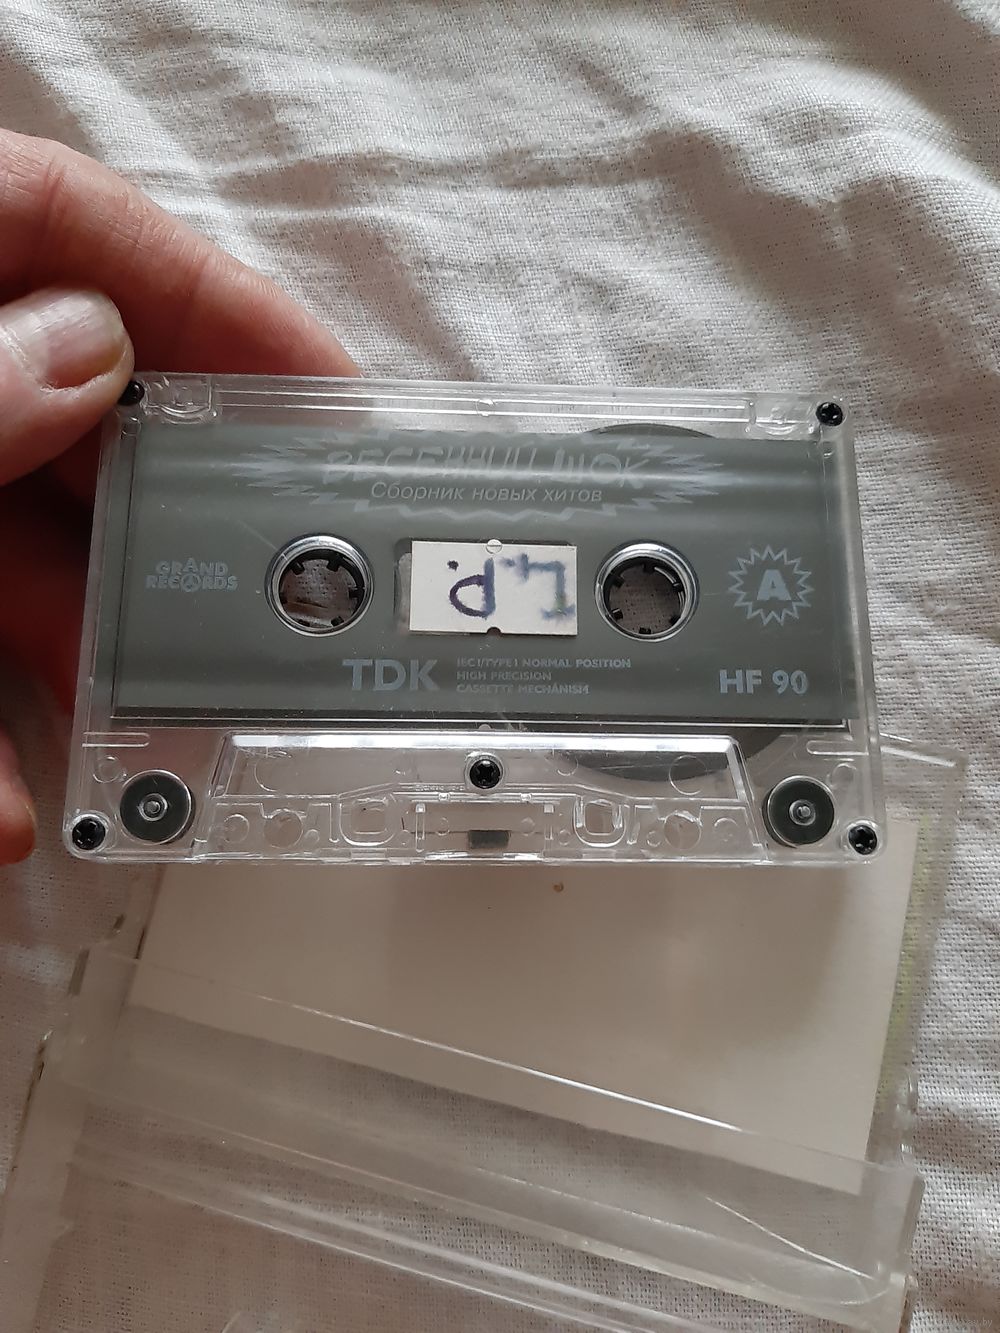 ВЕСЕННИЙ ШОК
Сборник новых хитов
GRAND
RECORDS
A
TDK
IEC I/TYPE I NORMAL POSITION
HIGH PRECISION
CASSETTE MECHANISM
HF 90